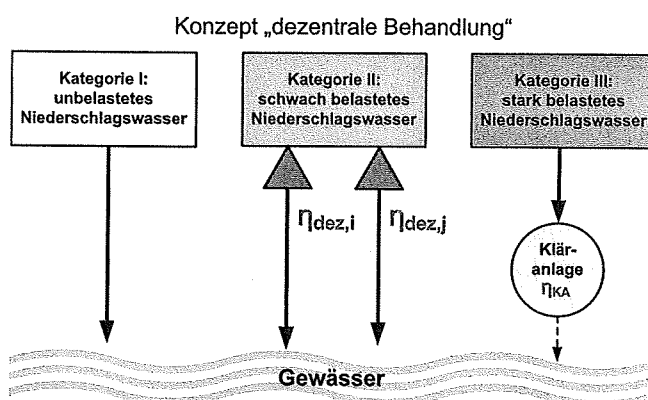 Konzept „dezentrale Behandlung“
Kategorie I:
unbelastetes
Niederschlagswasser
Kategorie II:
schwach belastetes
Niederschlagswasser
Kategorie III:
stark belastetes
Niederschlagswasser
ηdez,i
ηdez,j
Klär-
anlage
ηKA
Gewässer